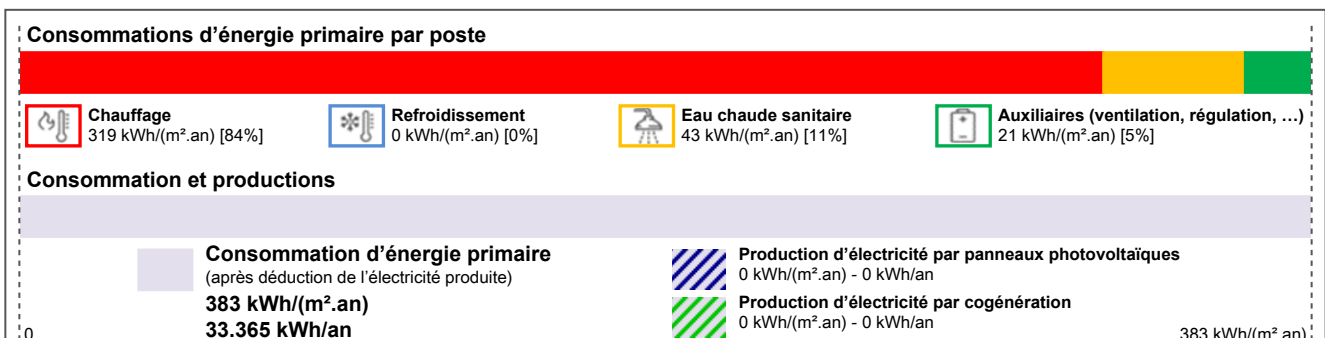 Consommations d’énergie primaire par poste
Chauffage
319 kWh/(m².an) [84%]
Refroidissement
0 kWh/(m².an) [0%]
Eau chaude sanitaire
43 kWh/(m².an) [11%]
Auxiliaires (ventilation, régulation, …)
21 kWh/(m².an) [5%]
Consommation et productions
Consommation d’énergie primaire
(après déduction de l’électricité produite)
383 kWh/(m².an)
33.365 kWh/an
Production d’électricité par panneaux photovoltaïques
0 kWh/(m².an) - 0 kWh/an
Production d’électricité par cogénération
0 kWh/(m².an) - 0 kWh/an
0
383 kWh/(m².an)